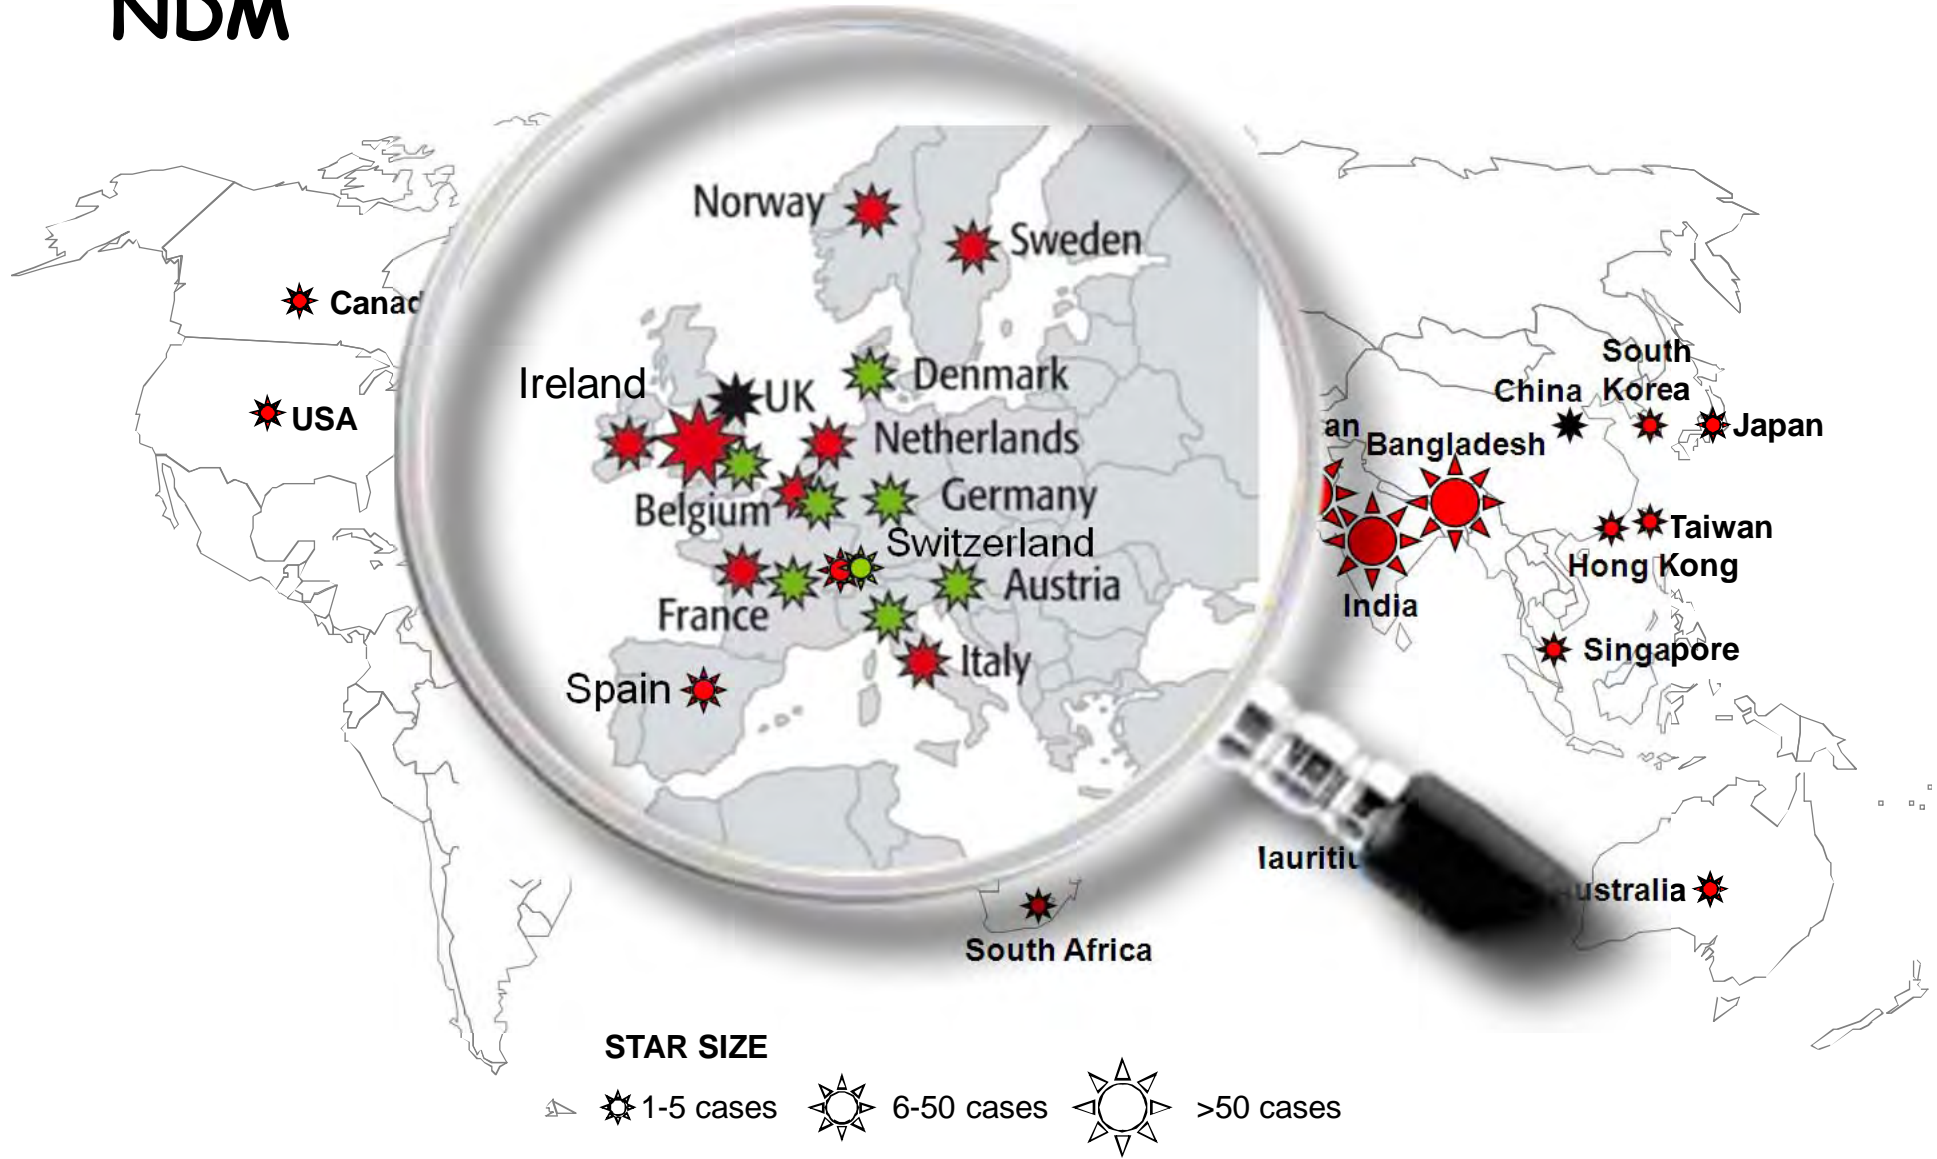 NDM
Norway
Sweden
Canad
Ireland
UK
Denmark
South
Korea
China
USA
Netherlands
an
Bangladesh
Japan
Belgium
Germany
Switzerland
Taiwan
Hong Kong
Austria
India
France
Italy
Singapore
Spain
Mauritiu
ustralia
South Africa
STAR SIZE
1-5 cases
6-50 cases
>50 cases